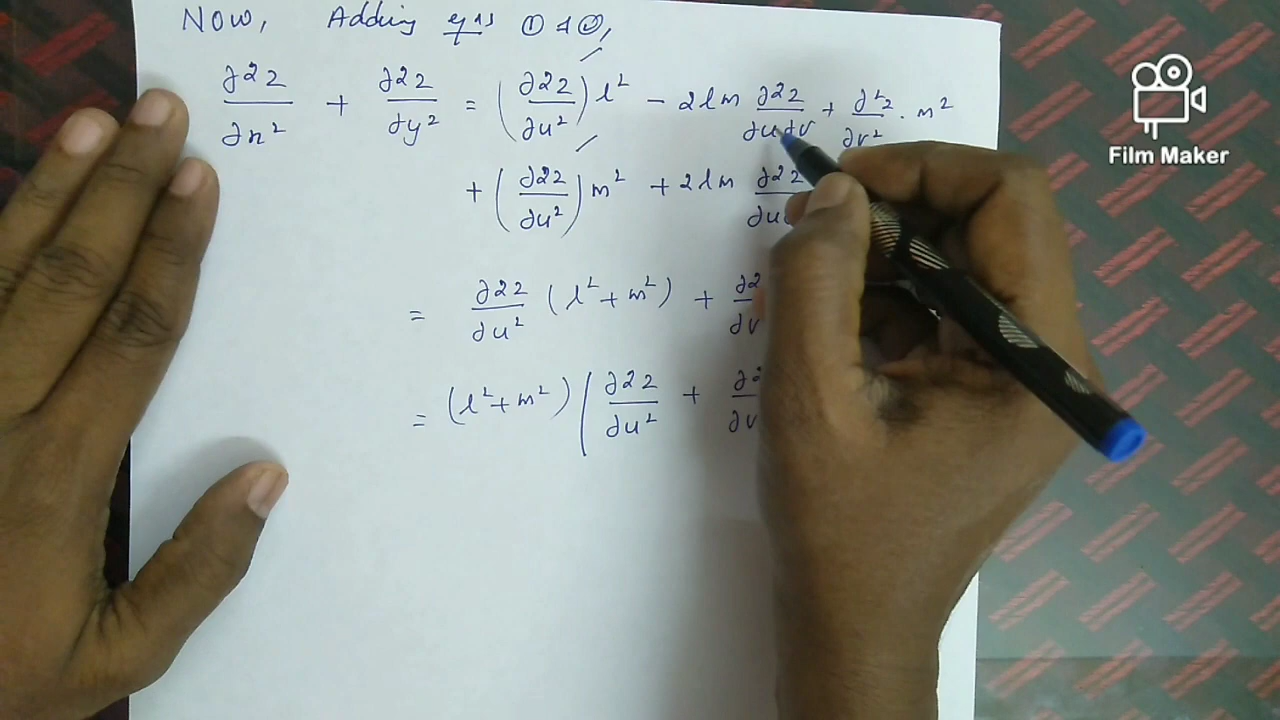 Now, Adding eqns ① & ②,
∂2z/∂x² + ∂2z/∂y² = (∂2z/∂u²) l² − 2lm ∂2z/∂u∂v + ∂²z/∂v² . m²
+ (∂2z/∂u²) m² + 2lm ∂2z
= ∂2z/∂u² (l² + m²) +
= (l² + m²) ( ∂2z/∂u² +
Film Maker